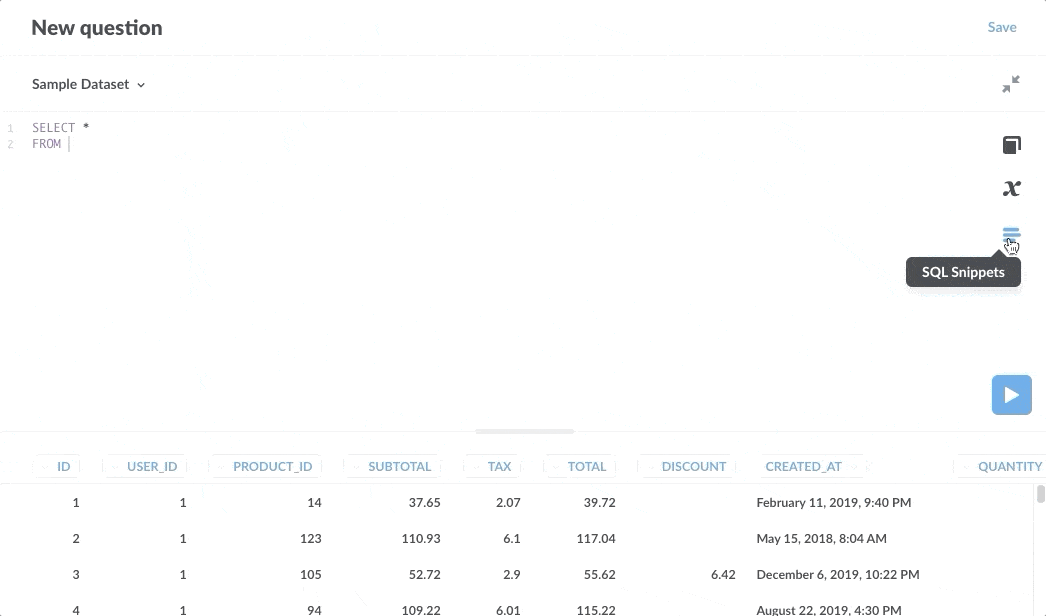 New question
Save
Sample Dataset
1 SELECT *
2 FROM
x
SQL Snippets
ID USER_ID PRODUCT_ID SUBTOTAL TAX TOTAL DISCOUNT CREATED_AT QUANTITY
1 1 14 37.65 2.07 39.72 February 11, 2019, 9:40 PM
2 1 123 110.93 6.1 117.04 May 15, 2018, 8:04 AM
3 1 105 52.72 2.9 55.62 6.42 December 6, 2019, 10:22 PM
4 1 94 109.22 6.01 115.22 August 22, 2019, 4:30 PM